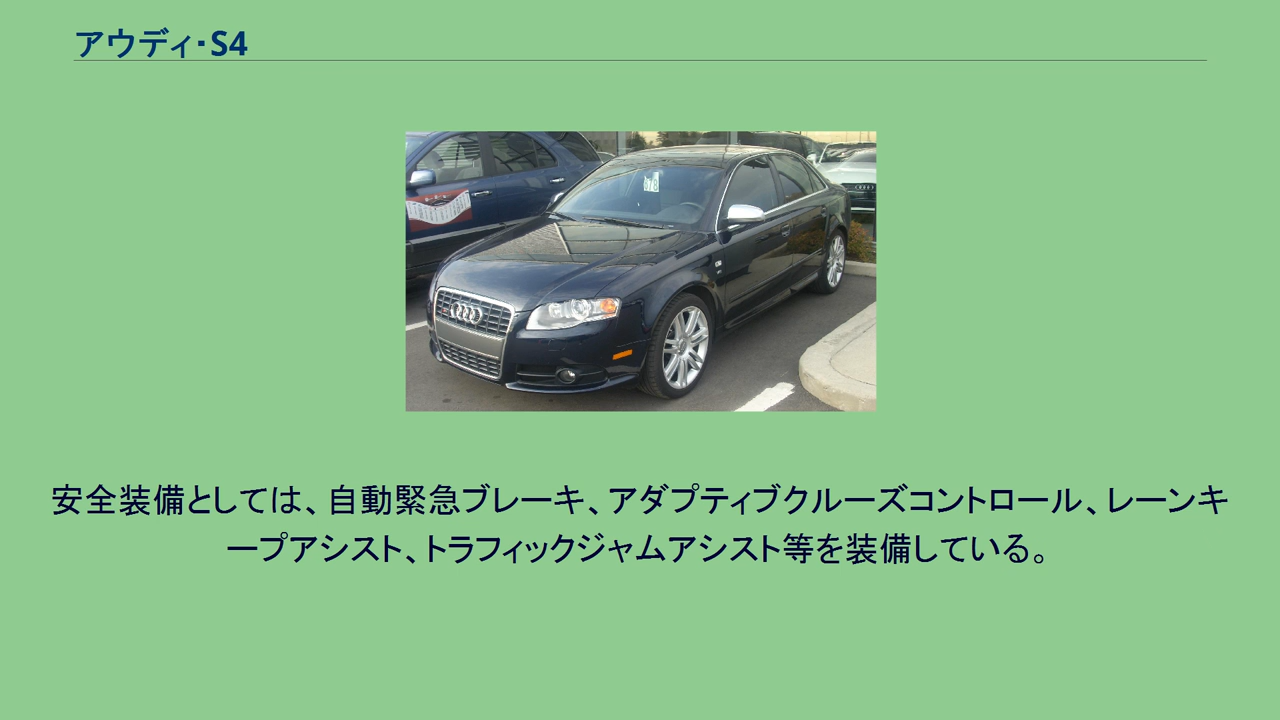 アウディ・S4
678
安全装備としては、自動緊急ブレーキ、アダプティブクルーズコントロール、レーンキ
ープアシスト、トラフィックジャムアシスト等を装備している。